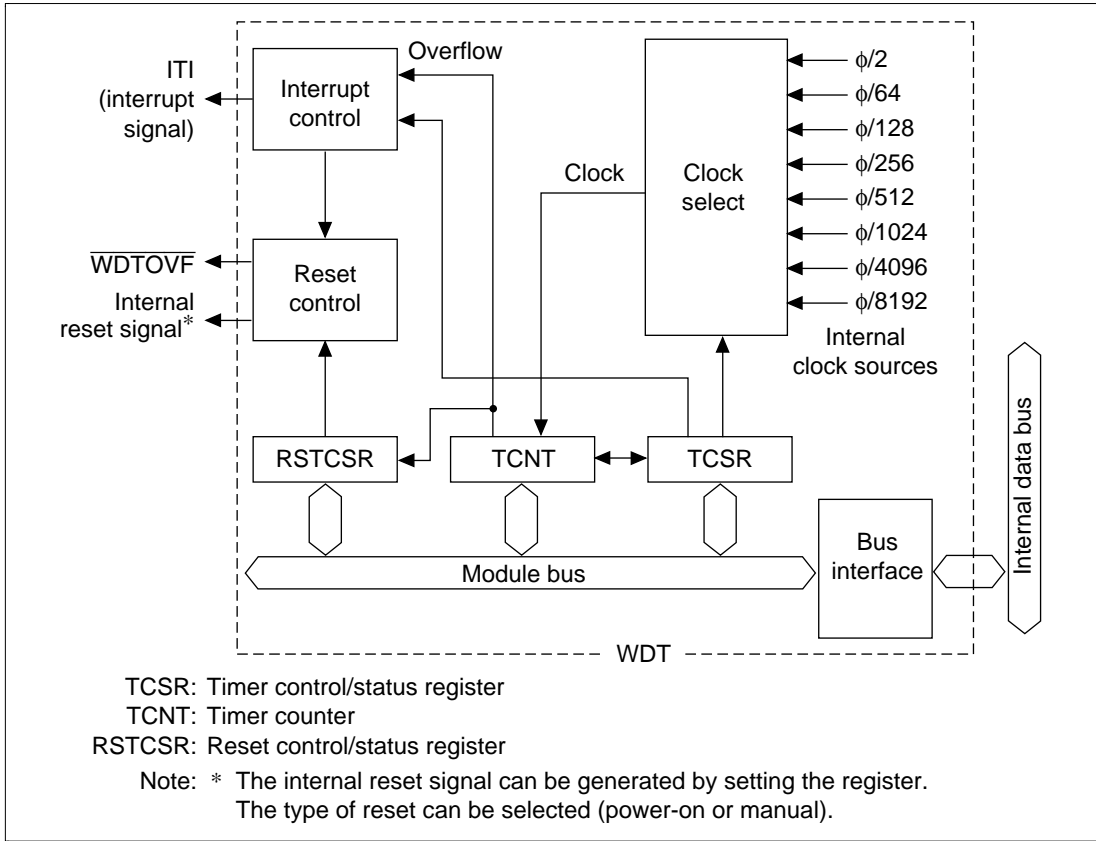 Overflow
ITI
(interrupt
signal)
Interrupt
control
WDTOVF
Internal
reset signal*
Reset
control
Clock
Clock
select
ϕ/2
ϕ/64
ϕ/128
ϕ/256
ϕ/512
ϕ/1024
ϕ/4096
ϕ/8192
Internal
clock sources
RSTCSR
TCNT
TCSR
Module bus
Bus
interface
Internal data bus
WDT
TCSR: Timer control/status register
TCNT: Timer counter
RSTCSR: Reset control/status register
Note: * The internal reset signal can be generated by setting the register.
The type of reset can be selected (power-on or manual).